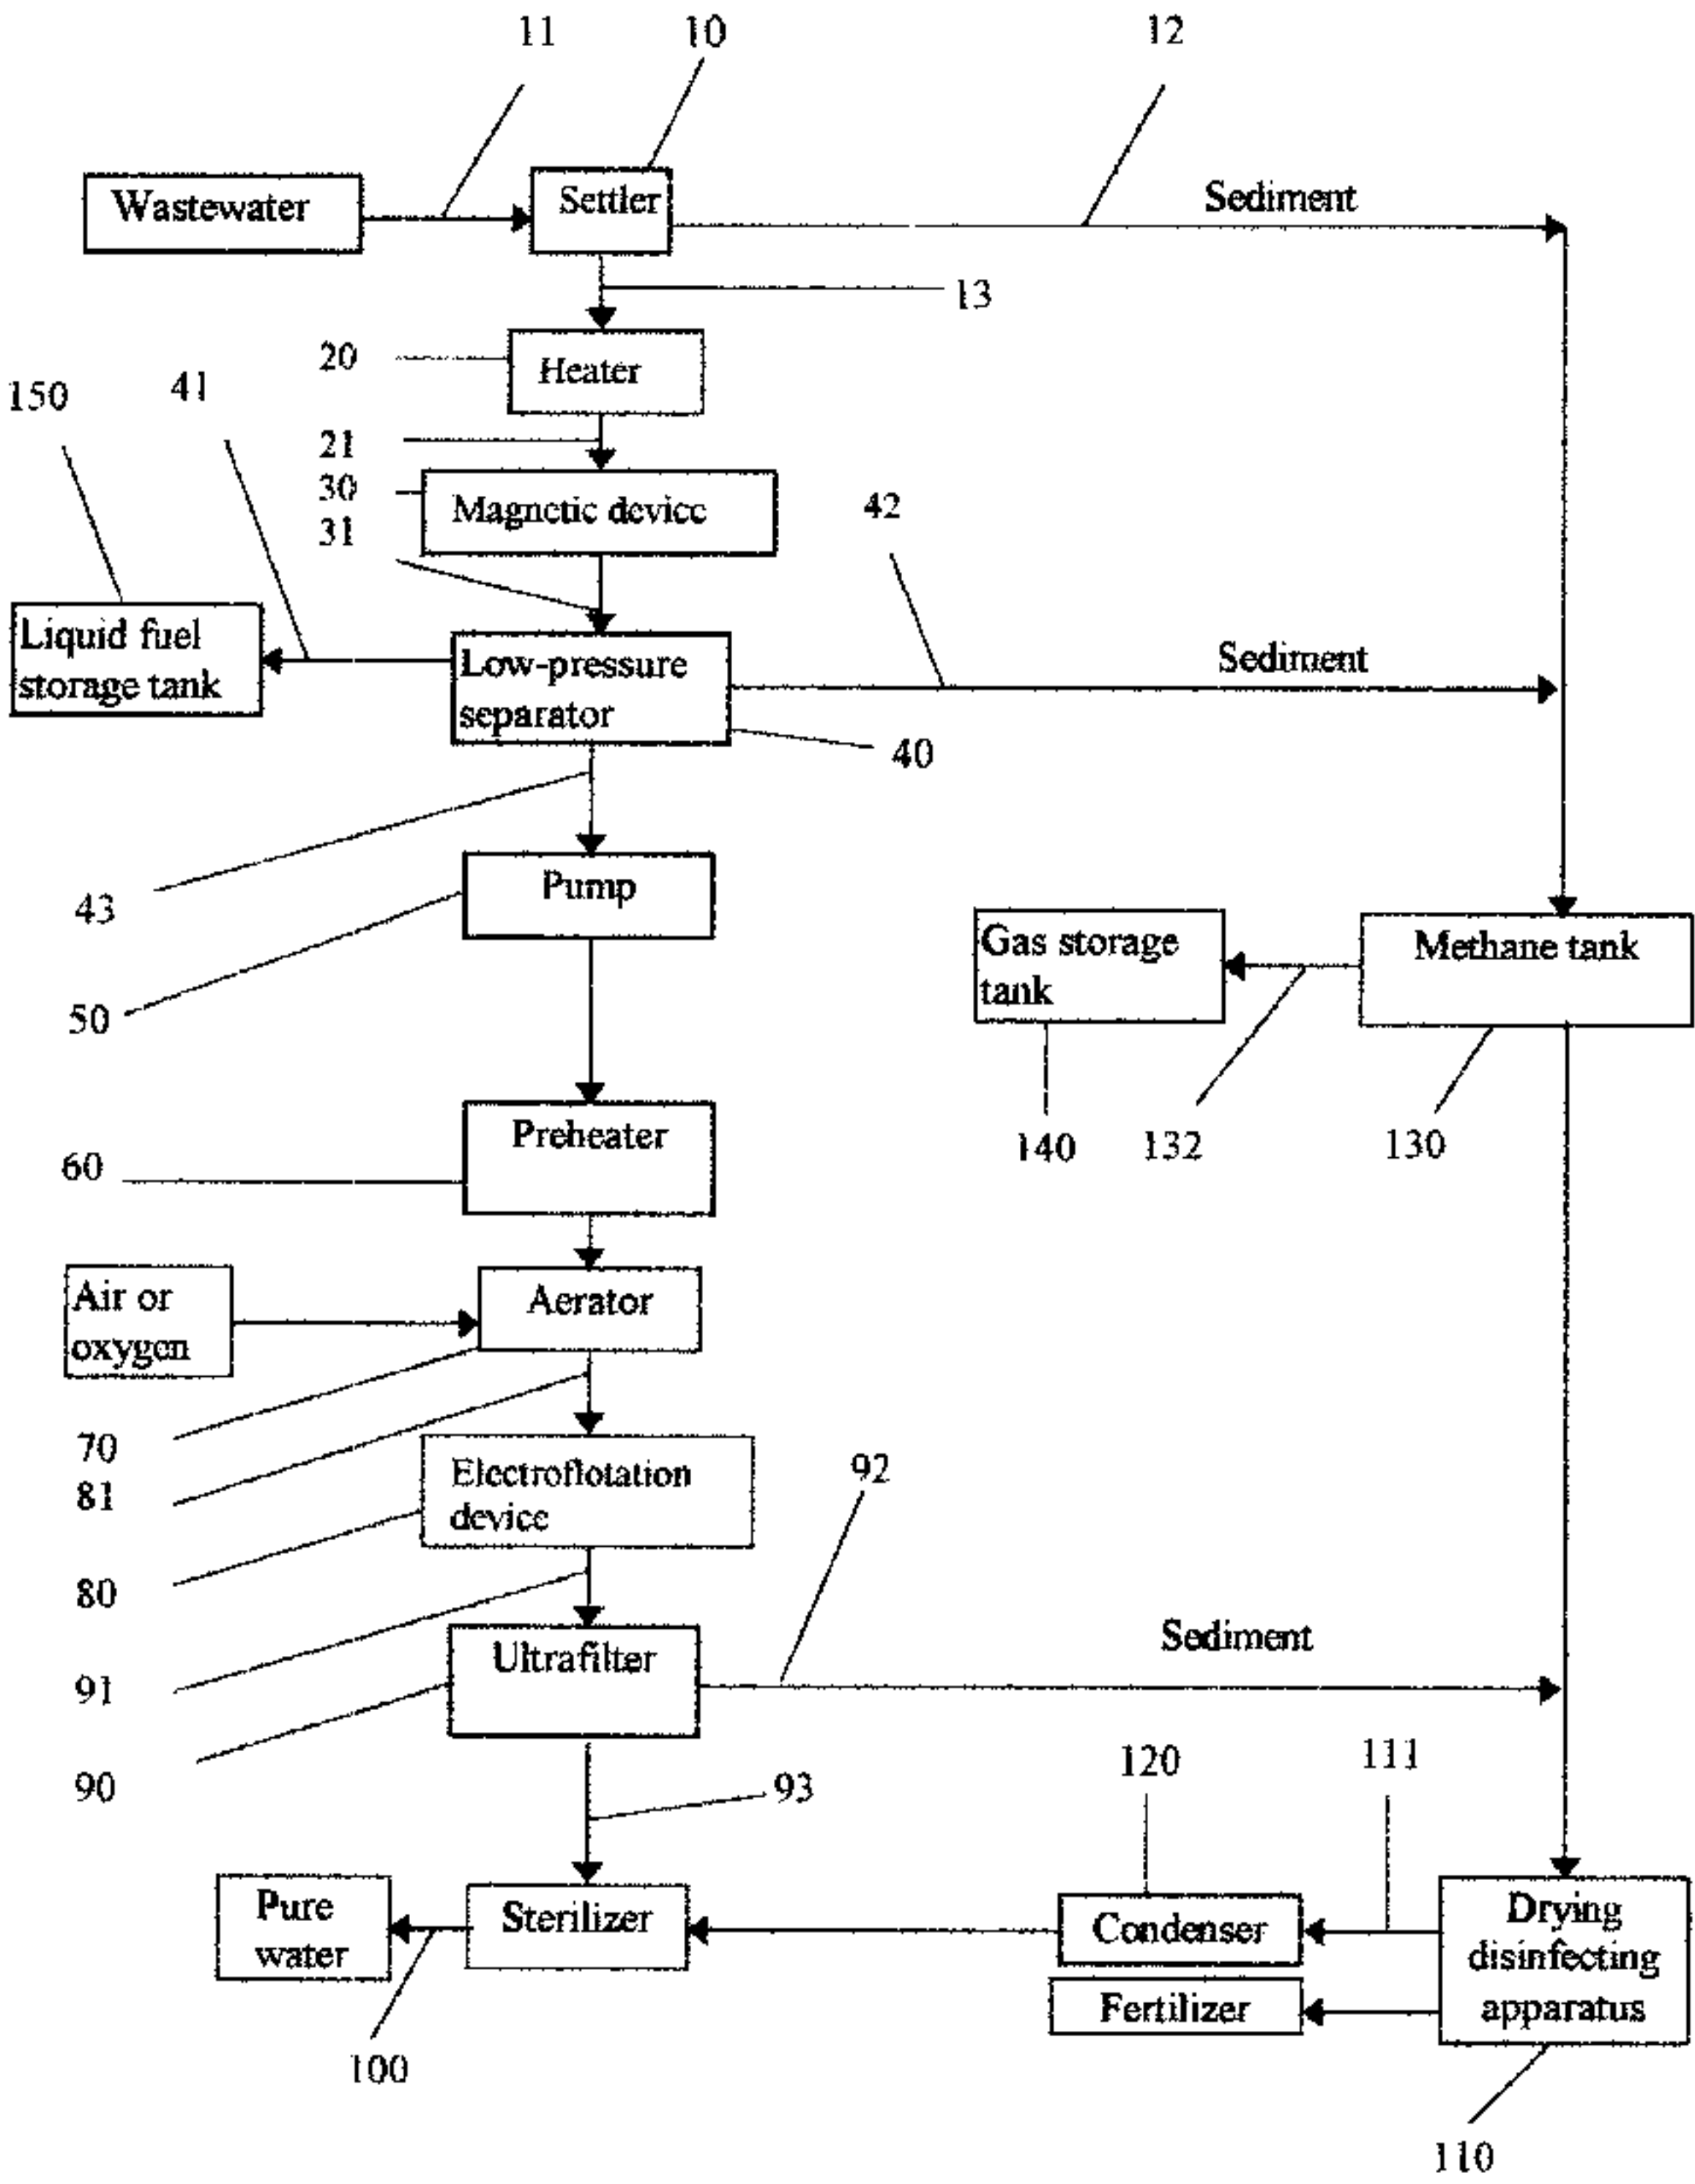 11
10
12
Wastewater
Settler
Sediment
13
20
Heater
150
41
21
30
Magnetic device
31
42
Liquid fuel
storage tank
Low-pressure
separator
Sediment
40
43
Pump
50
Gas storage
tank
Methane tank
140
132
130
Preheater
60
Air or
oxygen
Aerator
70
81
Electroflotation
device
92
80
Ultrafilter
Sediment
91
90
93
120
111
Pure
water
Sterilizer
Condenser
Drying
disinfecting
apparatus
Fertilizer
100
110